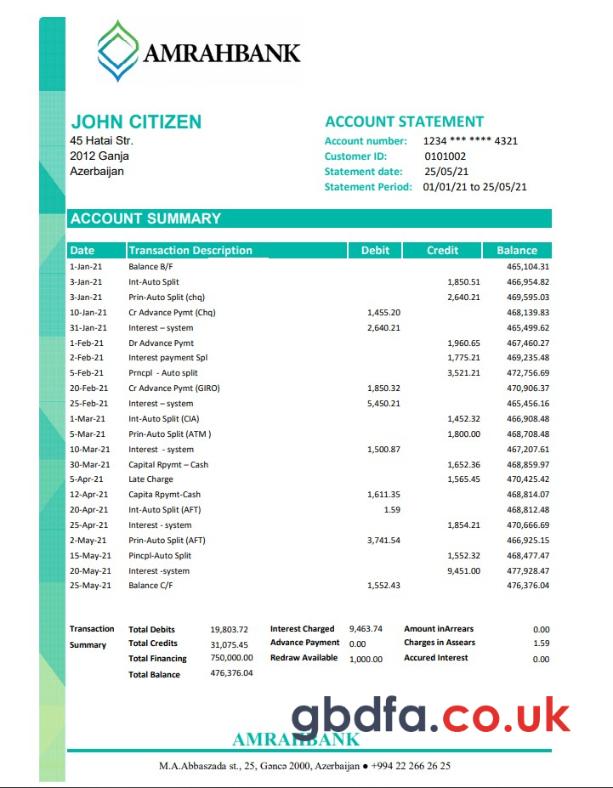 AMRAHBANK
JOHN CITIZEN
45 Hatai Str.
2012 Ganja
Azerbaijan
ACCOUNT STATEMENT
Account number: 1234 *** **** 4321
Customer ID: 0101002
Statement date: 25/05/21
Statement Period: 01/01/21 to 25/05/21
ACCOUNT SUMMARY
Date Transaction Description Debit Credit Balance
1-Jan-21 Balance B/F 465,104.31
3-Jan-21 Int-Auto Split 1,850.51 466,954.82
3-Jan-21 Prin-Auto Split (chq) 2,640.21 469,595.03
10-Jan-21 Cr Advance Pymt (Chq) 1,455.20 468,139.83
31-Jan-21 Interest – system 2,640.21 465,499.62
1-Feb-21 Dr Advance Pymt 1,960.65 467,460.27
2-Feb-21 Interest payment Spl 1,775.21 469,235.48
5-Feb-21 Prncpl - Auto split 3,521.21 472,756.69
20-Feb-21 Cr Advance Pymt (GIRO) 1,850.32 470,906.37
25-Feb-21 Interest – system 5,450.21 465,456.16
1-Mar-21 Int-Auto Split (CIA) 1,452.32 466,908.48
5-Mar-21 Prin-Auto Split (ATM ) 1,800.00 468,708.48
10-Mar-21 Interest - system 1,500.87 467,207.61
30-Mar-21 Capital Rpymt – Cash 1,652.36 468,859.97
5-Apr-21 Late Charge 1,565.45 470,425.42
12-Apr-21 Capita Rpymt-Cash 1,611.35 468,814.07
20-Apr-21 Int-Auto Split (AFT) 1.59 468,812.48
25-Apr-21 Interest - system 1,854.21 470,666.69
2-May-21 Prin-Auto Split (AFT) 3,741.54 466,925.15
15-May-21 Pincpl-Auto Split 1,552.32 468,477.47
20-May-21 Interest -system 9,451.00 477,928.47
25-May-21 Balance C/F 1,552.43 476,376.04
Transaction Total Debits 19,803.72 Interest Charged 9,463.74 Amount inArrears 0.00
Summary Total Credits 31,075.45 Advance Payment 0.00 Charges in Assears 1.59
Total Financing 750,000.00 Redraw Available 1,000.00 Accured Interest 0.00
Total Balance 476,376.04
gbdfa.co.uk
AMRAHBANK
M.A.Abbaszada st., 25, Gəncə 2000, Azerbaijan ● +994 22 266 26 25